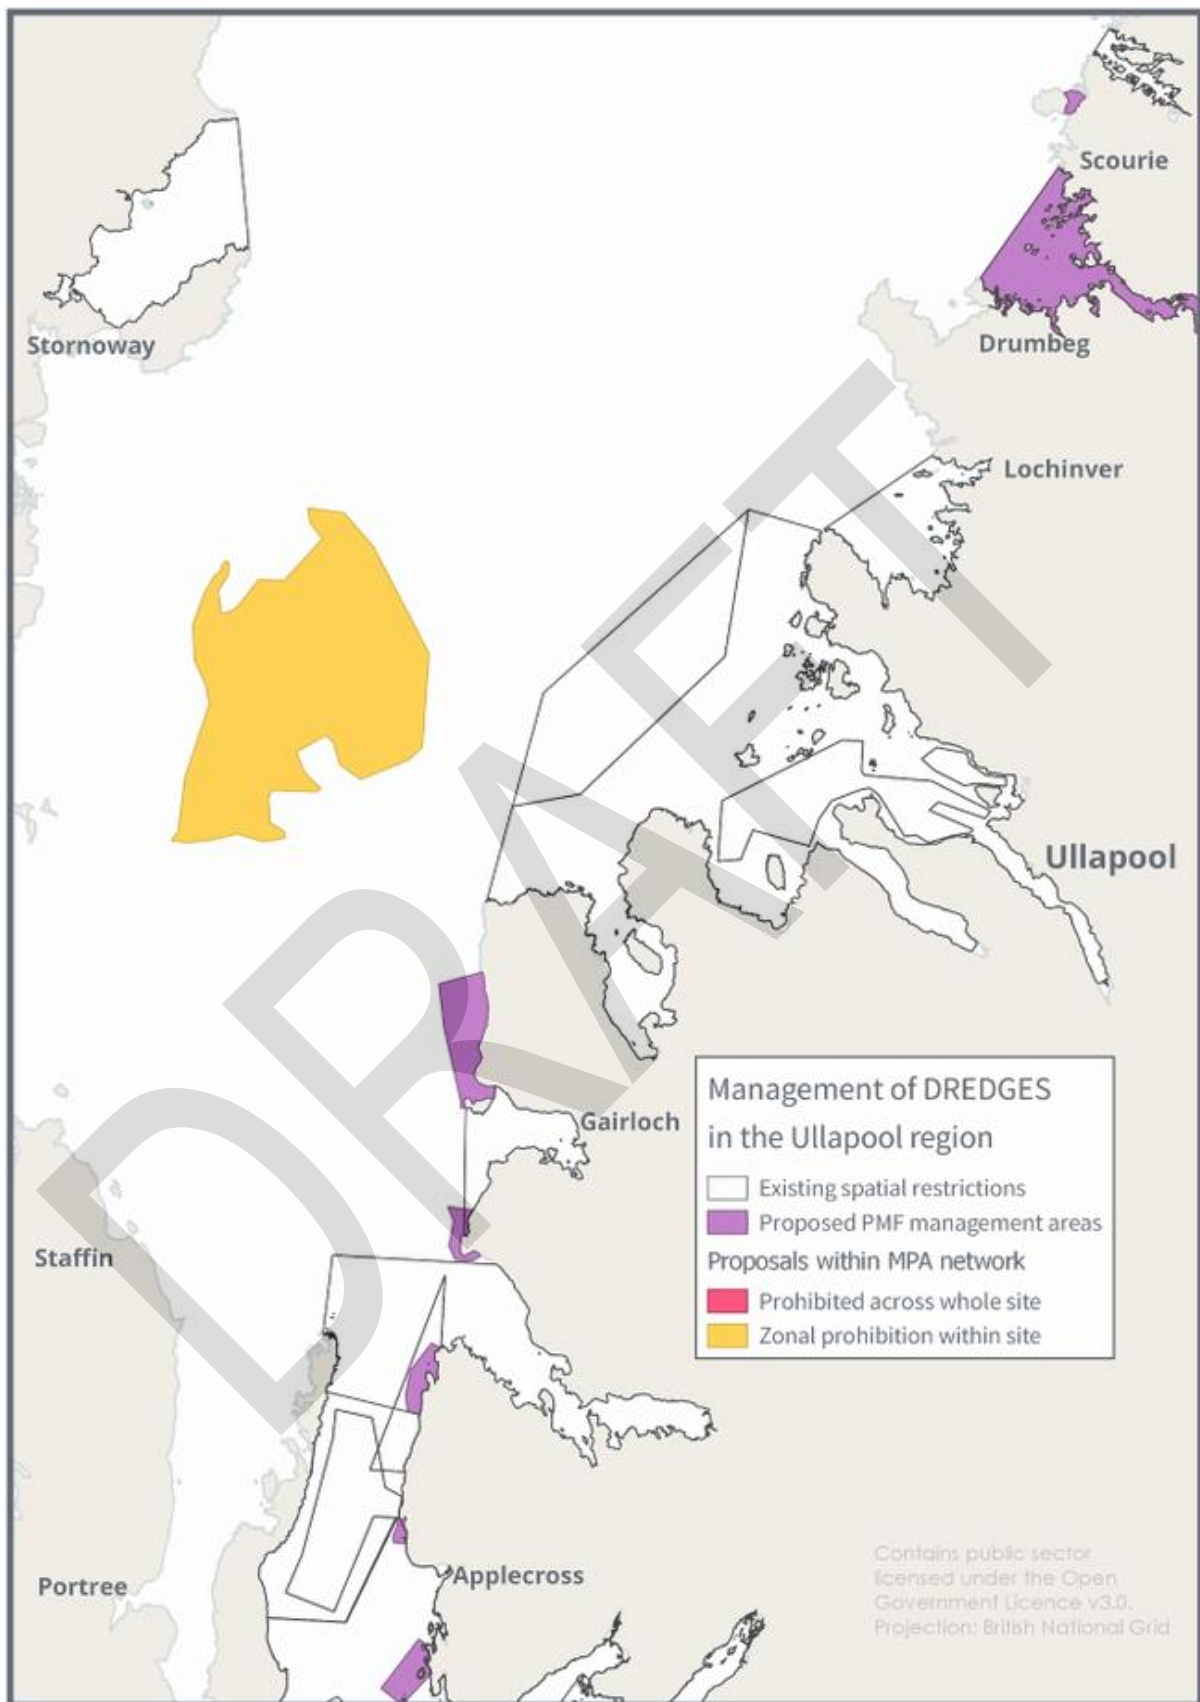 Scourie
Stornoway
Drumbeg
Lochinver
Ullapool
Gairloch
Staffin
Portree
Applecross
Management of DREDGES
in the Ullapool region
Existing spatial restrictions
Proposed PMF management areas
Proposals within MPA network
Prohibited across whole site
Zonal prohibition within site
Contains public sector
licensed under the Open
Government Licence v3.0.
Projection: British National Grid
DRAFT